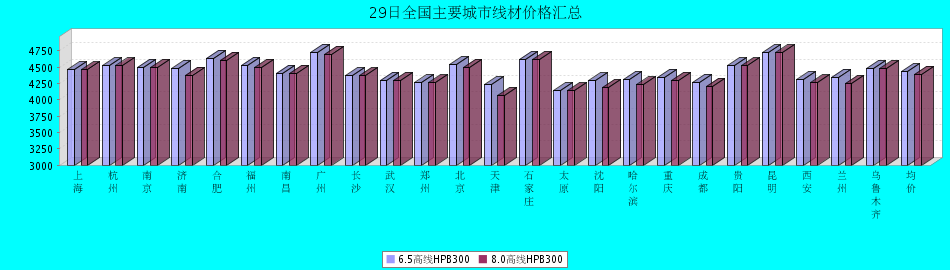 29日全国主要城市线材价格汇总
4750
4500
4250
4000
3750
3500
3250
3000
上海
杭州
南京
济南
合肥
福州
南昌
广州
长沙
武汉
郑州
北京
天津
石家庄
太原
沈阳
哈尔滨
重庆
成都
贵阳
昆明
西安
兰州
乌鲁木齐
均价
6.5高线HPB300 8.0高线HPB300